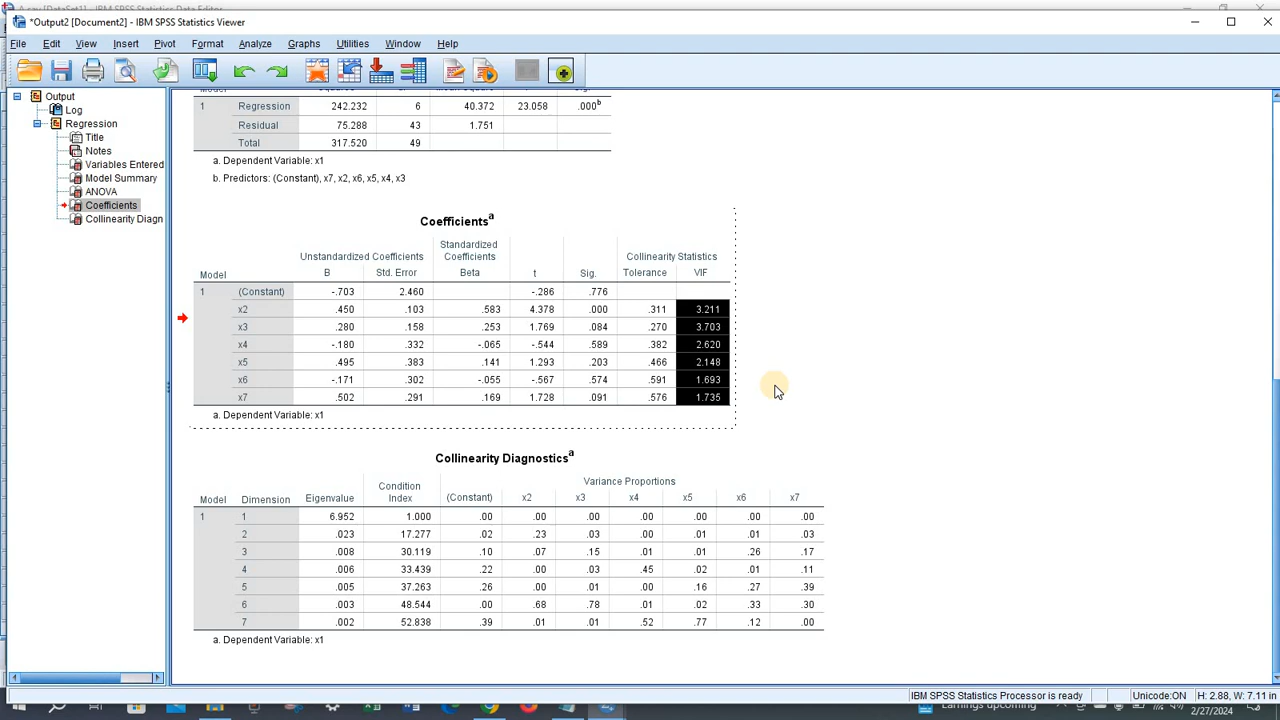 *Output2 [Document2] - IBM SPSS Statistics Viewer
File Edit View Insert Pivot Format Graphs Analyze Utilities Window Help
Output
Log
Regression
Title
Notes
Variables Entered
Model Summary
ANOVA
Coefficients
Collinearity Diagn
1 Regression 242.232 6 40.372 23.058 .000b
Residual 75.288 43 1.751
Total 317.520 49
a. Dependent Variable: x1
b. Predictors: (Constant), x7, x2, x6, x5, x4, x3
Coefficientsa
Unstandardized Coefficients Standardized Coefficients Collinearity Statistics
Model B Std. Error Beta t Sig. Tolerance VIF
1 (Constant) -.703 2.460 -.286 .776
x2 .450 .103 .583 4.378 .000 .311 3.211
x3 .280 .158 .253 1.769 .084 .270 3.703
x4 -.180 .332 -.065 -.544 .589 .382 2.620
x5 .495 .383 .141 1.293 .203 .466 2.148
x6 -.171 .302 -.055 -.567 .574 .591 1.693
x7 .502 .291 .169 1.728 .091 .576 1.735
a. Dependent Variable: x1
Collinearity Diagnosticsa
Variance Proportions
Model Dimension Eigenvalue Condition Index (Constant) x2 x3 x4 x5 x6 x7
1 1 6.952 1.000 .00 .00 .00 .00 .00 .00 .00
2 .023 17.277 .02 .23 .03 .00 .01 .01 .03
3 .008 30.119 .10 .07 .15 .01 .01 .26 .17
4 .006 33.439 .22 .00 .03 .45 .02 .01 .11
5 .005 37.263 .26 .00 .01 .00 .16 .27 .39
6 .003 48.544 .00 .68 .78 .01 .02 .33 .30
7 .002 52.838 .39 .01 .01 .52 .77 .12 .00
a. Dependent Variable: x1
IBM SPSS Statistics Processor is ready Unicode:ON H: 2.88, W: 7.11 in
Earnings upcoming
2/27/2024